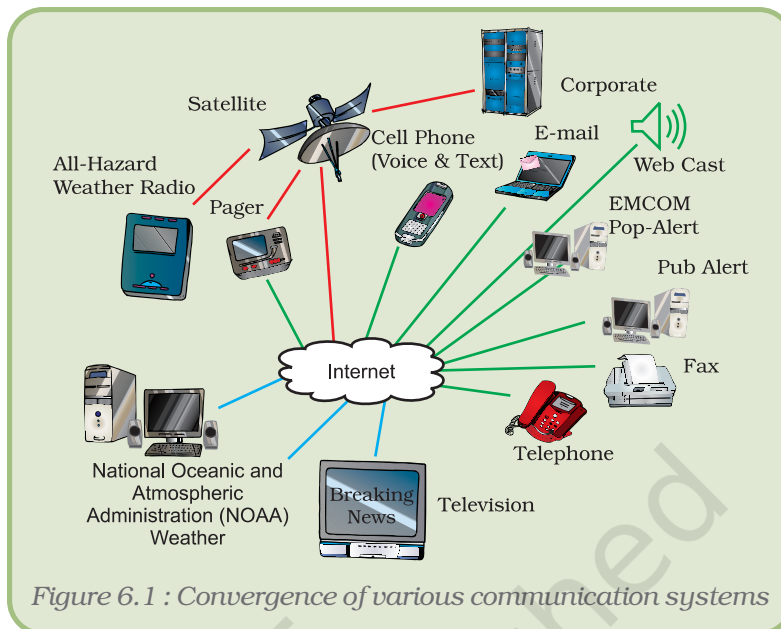 Corporate
Satellite
Cell Phone
(Voice & Text)
E-mail
Web Cast
All-Hazard
Weather Radio
Pager
EMCOM
Pop-Alert
Pub Alert
Internet
Fax
Telephone
National Oceanic and
Atmospheric
Administration (NOAA)
Weather
Breaking
News
Television
Figure 6.1 : Convergence of various communication systems